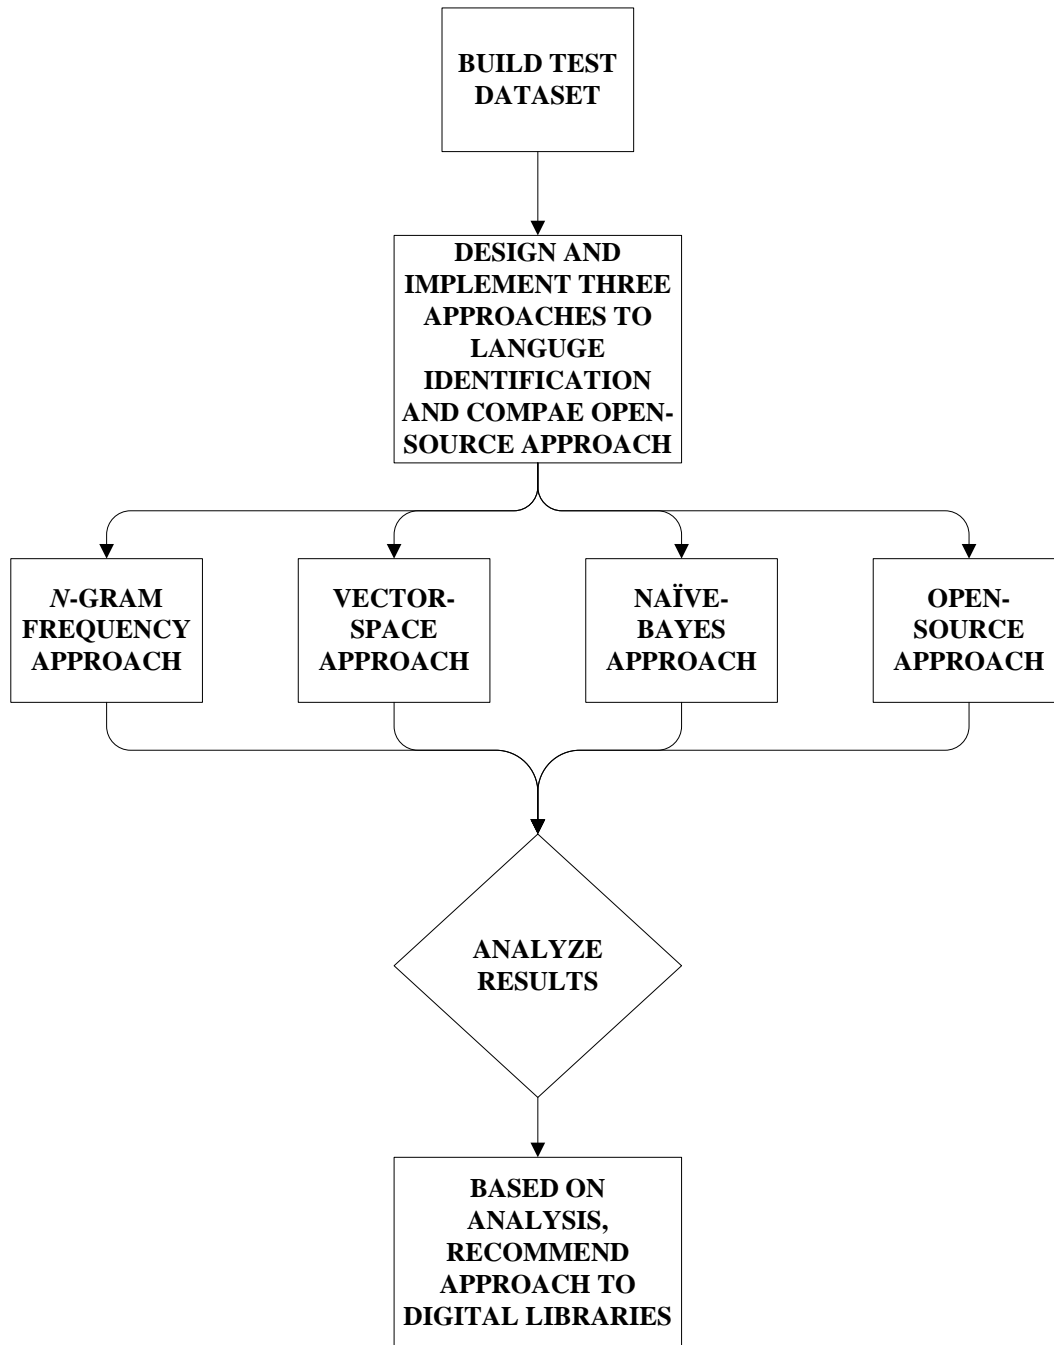 BUILD TEST
DATASET
DESIGN AND
IMPLEMENT THREE
APPROACHES TO
LANGUGE
IDENTIFICATION
AND COMPAE OPEN-
SOURCE APPROACH
N-GRAM
FREQUENCY
APPROACH
VECTOR-
SPACE
APPROACH
NAÏVE-
BAYES
APPROACH
OPEN-
SOURCE
APPROACH
ANALYZE
RESULTS
BASED ON
ANALYSIS,
RECOMMEND
APPROACH TO
DIGITAL LIBRARIES